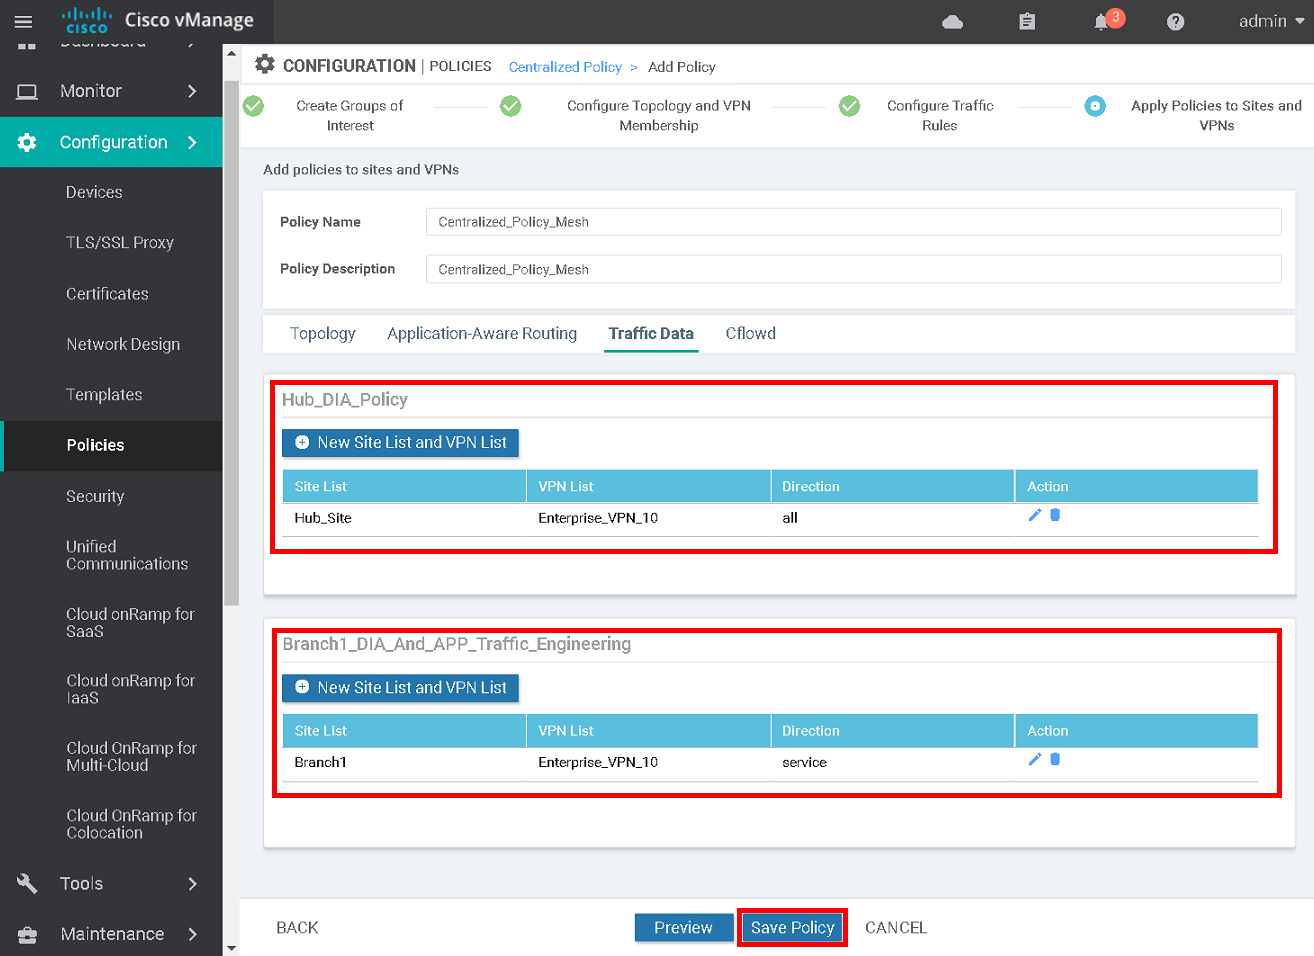 cisco Cisco vManage
3
admin
Dashboard
Monitor
Configuration
Devices
TLS/SSL Proxy
Certificates
Network Design
Templates
Policies
Security
Unified
Communications
Cloud onRamp for
SaaS
Cloud onRamp for
IaaS
Cloud OnRamp for
Multi-Cloud
Cloud OnRamp for
Colocation
Tools
Maintenance
CONFIGURATION | POLICIES Centralized Policy > Add Policy
Create Groups of
Interest
Configure Topology and VPN
Membership
Configure Traffic
Rules
Apply Policies to Sites and
VPNs
Add policies to sites and VPNs
Policy Name Centralized_Policy_Mesh
Policy Description Centralized_Policy_Mesh
Topology Application-Aware Routing Traffic Data Cflowd
Hub_DIA_Policy
New Site List and VPN List
Site List VPN List Direction Action
Hub_Site Enterprise_VPN_10 all
Branch1_DIA_And_APP_Traffic_Engineering
New Site List and VPN List
Site List VPN List Direction Action
Branch1 Enterprise_VPN_10 service
BACK Preview Save Policy CANCEL